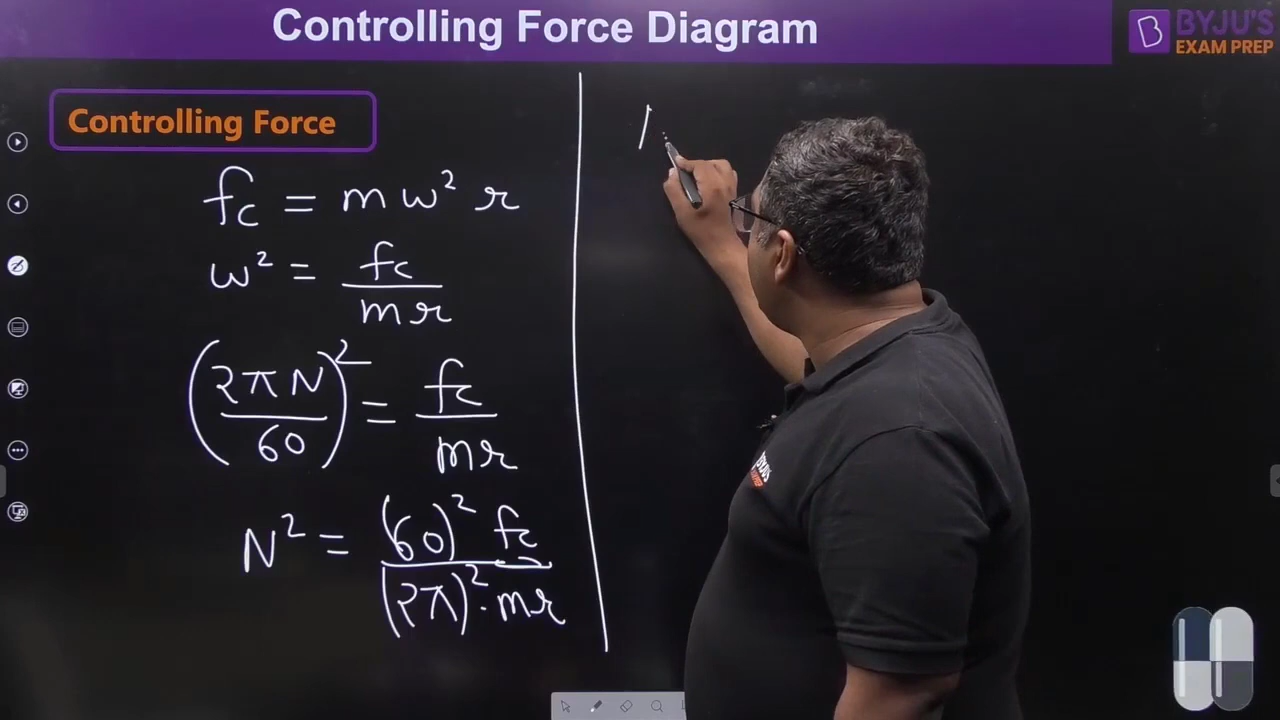 Controlling Force Diagram
BYJU'S
EXAM PREP
Controlling Force
fc = mω² r
ω² = fc / mr
(2πN / 60)² = fc / mr
N² = (60)² fc / (2π)² · mr
BYJU'S